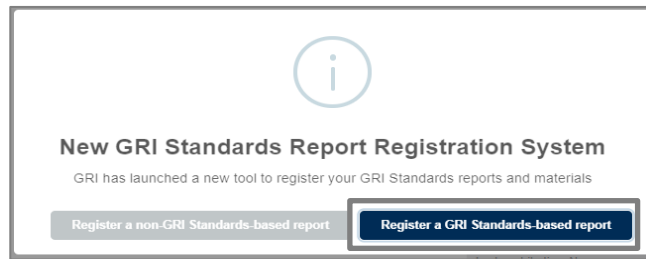 i
New GRI Standards Report Registration System
GRI has launched a new tool to register your GRI Standards reports and materials
Register a non-GRI Standards-based report
Register a GRI Standards-based report